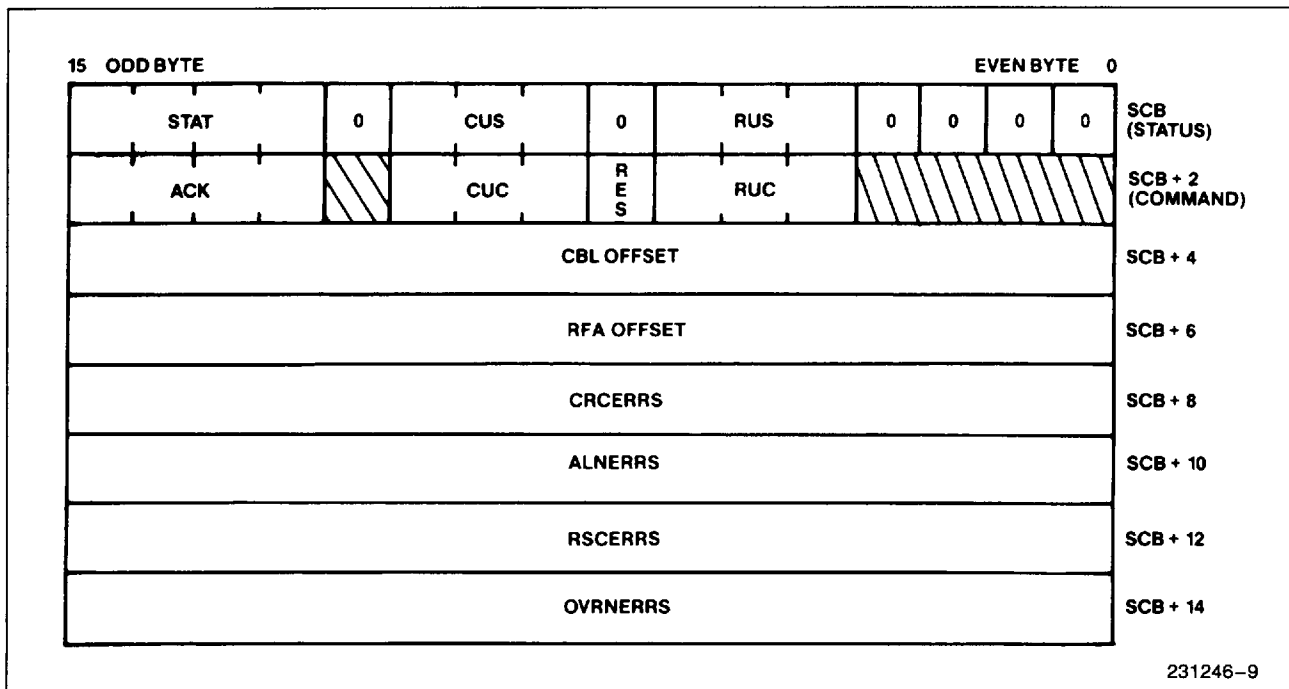 15 ODD BYTE EVEN BYTE 0
STAT 0 CUS 0 RUS 0 0 0 0 SCB (STATUS)
ACK CUC RES RUC SCB + 2 (COMMAND)
CBL OFFSET SCB + 4
RFA OFFSET SCB + 6
CRCERRS SCB + 8
ALNERRS SCB + 10
RSCERRS SCB + 12
OVRNERRS SCB + 14
231246-9